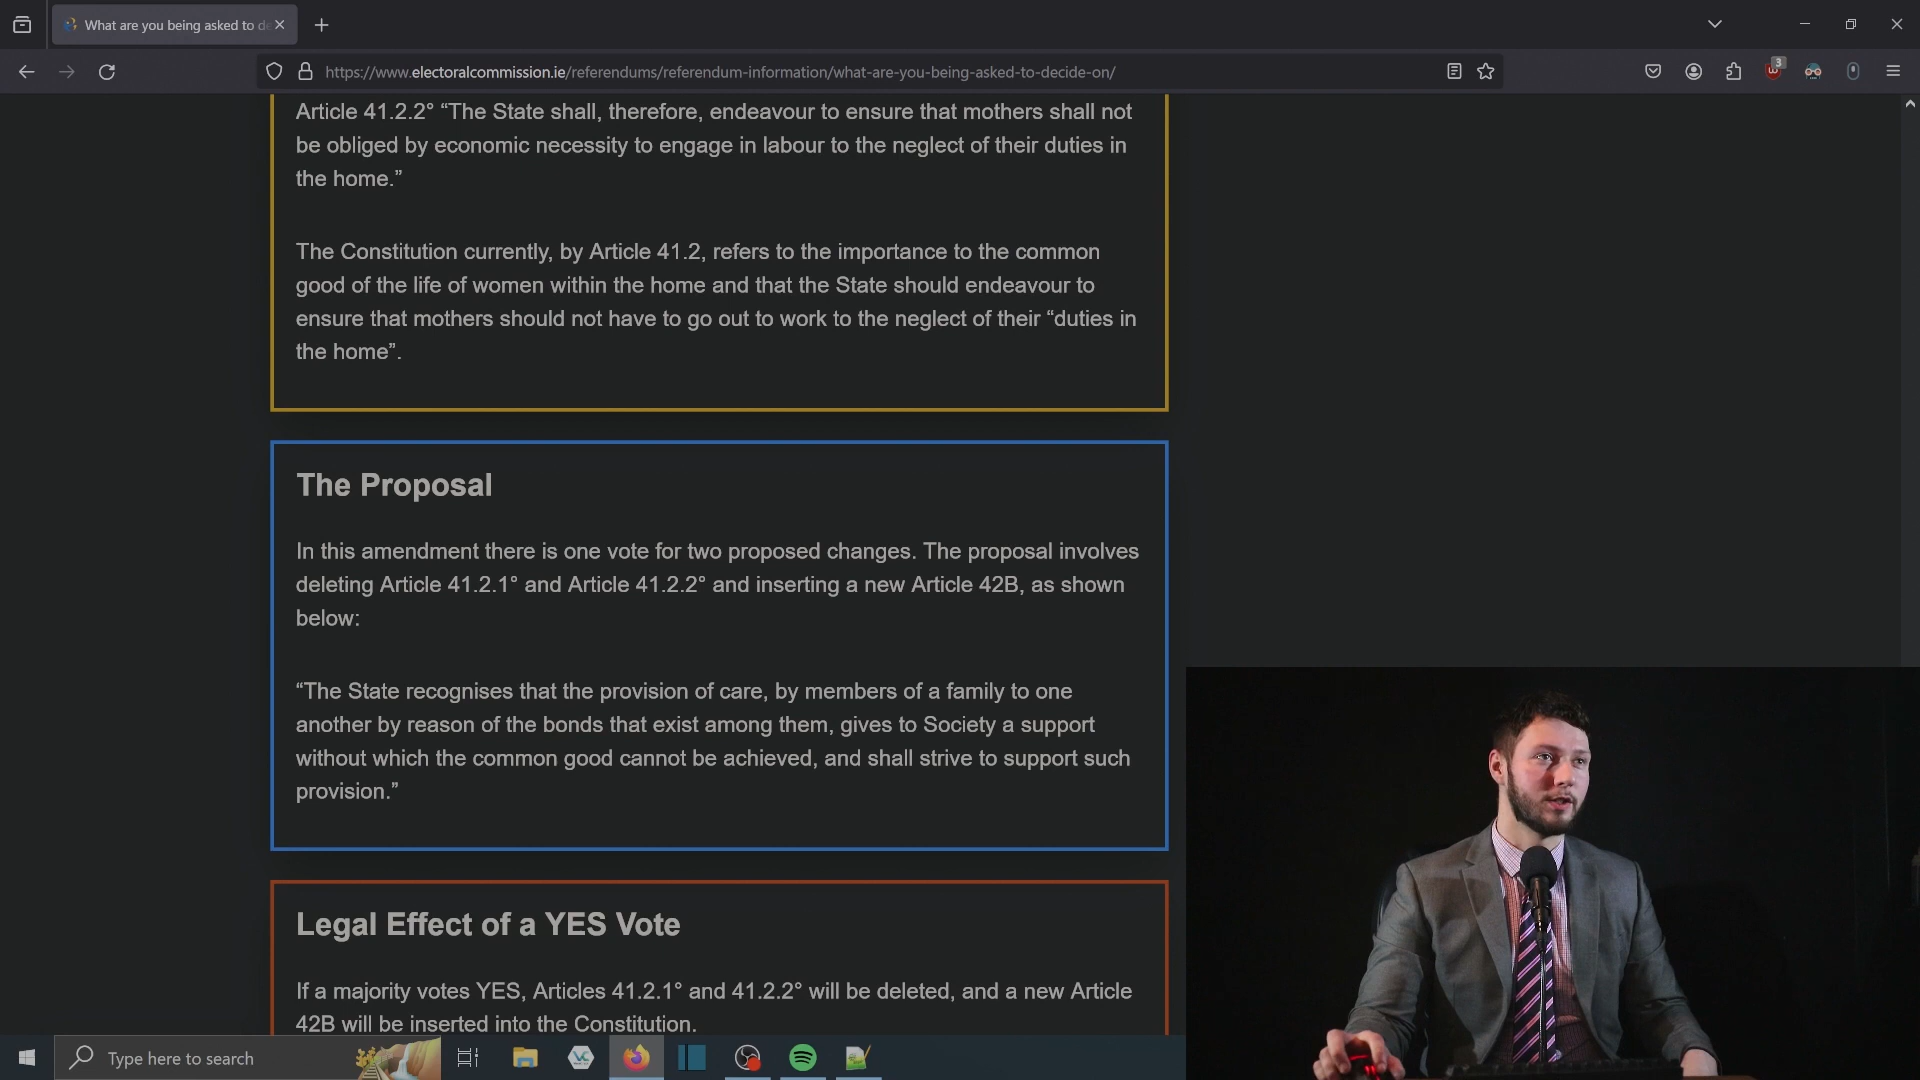 What are you being asked to de
https://www.electoralcommission.ie/referendums/referendum-information/what-are-you-being-asked-to-decide-on/
3
Article 41.2.2° “The State shall, therefore, endeavour to ensure that mothers shall not
be obliged by economic necessity to engage in labour to the neglect of their duties in
the home.”
The Constitution currently, by Article 41.2, refers to the importance to the common
good of the life of women within the home and that the State should endeavour to
ensure that mothers should not have to go out to work to the neglect of their “duties in
the home”.
The Proposal
In this amendment there is one vote for two proposed changes. The proposal involves
deleting Article 41.2.1° and Article 41.2.2° and inserting a new Article 42B, as shown
below:
“The State recognises that the provision of care, by members of a family to one
another by reason of the bonds that exist among them, gives to Society a support
without which the common good cannot be achieved, and shall strive to support such
provision.”
Legal Effect of a YES Vote
If a majority votes YES, Articles 41.2.1° and 41.2.2° will be deleted, and a new Article
42B will be inserted into the Constitution.
Type here to search